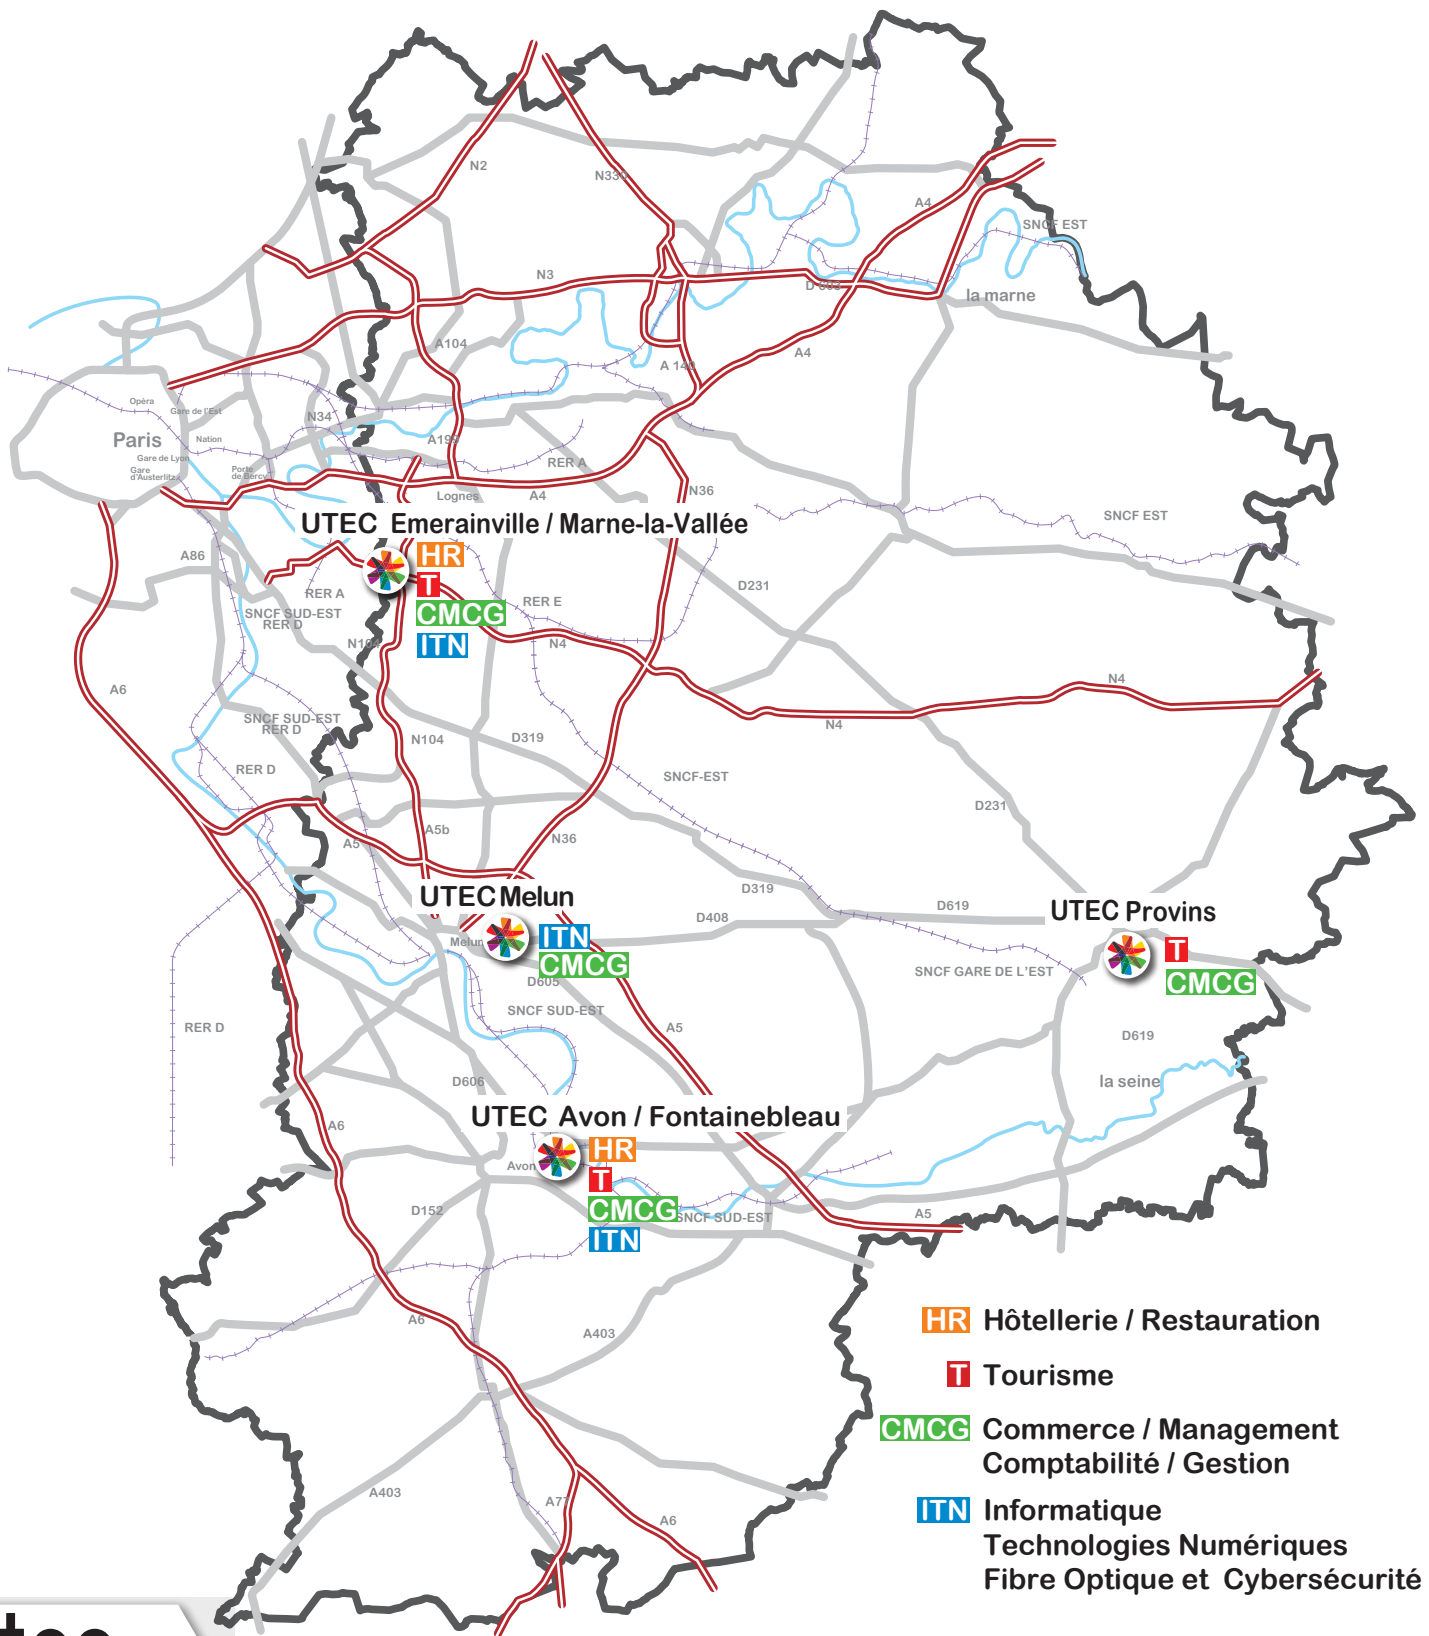 N2
N330
A4
SNCF EST
N3
D 603
la marne
A104
A4
A 140
Opéra
Gare de l'Est
N34
Paris
Nation
A199
Gare de Lyon
Gare
d'Austerlitz
Porte
de Bercy
RER A
Lognes
A4
N36
SNCF EST
UTEC Emerainville / Marne-la-Vallée
HR
T
CMCG
ITN
A86
RER A
SNCF SUD-EST
RER D
RER E
D231
N104
N4
A6
N4
SNCF SUD-EST
RER D
N4
N104
D319
RER D
SNCF-EST
D231
A5b
A5
N36
UTEC Melun
ITN
CMCG
Melun
D319
D408
D619
UTEC Provins
T
CMCG
SNCF GARE DE L'EST
D605
SNCF SUD-EST
RER D
A5
D619
D606
la seine
UTEC Avon / Fontainebleau
HR
T
CMCG
ITN
A6
Avon
D152
SNCF SUD-EST
A5
A6
A403
HR Hôtellerie / Restauration
T Tourisme
CMCG Commerce / Management
Comptabilité / Gestion
ITN Informatique
Technologies Numériques
Fibre Optique et Cybersécurité
A403
A77
A6